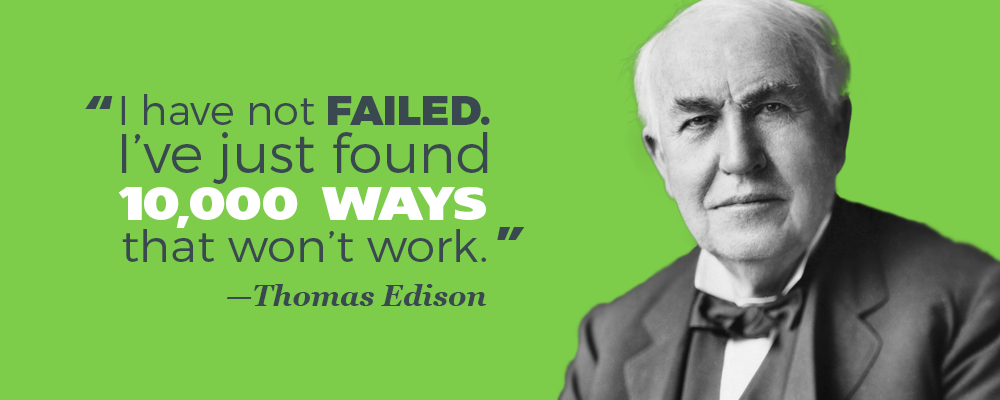 “I have not FAILED.
I’ve just found
10,000 WAYS
that won’t work.”
—Thomas Edison